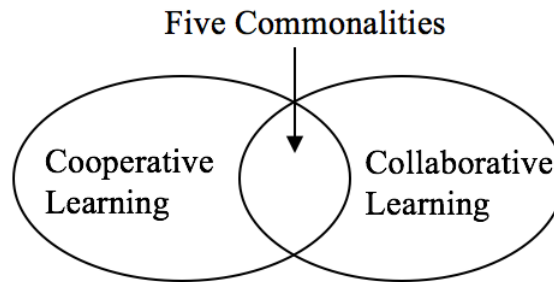 Five Commonalities
Cooperative
Learning
Collaborative
Learning